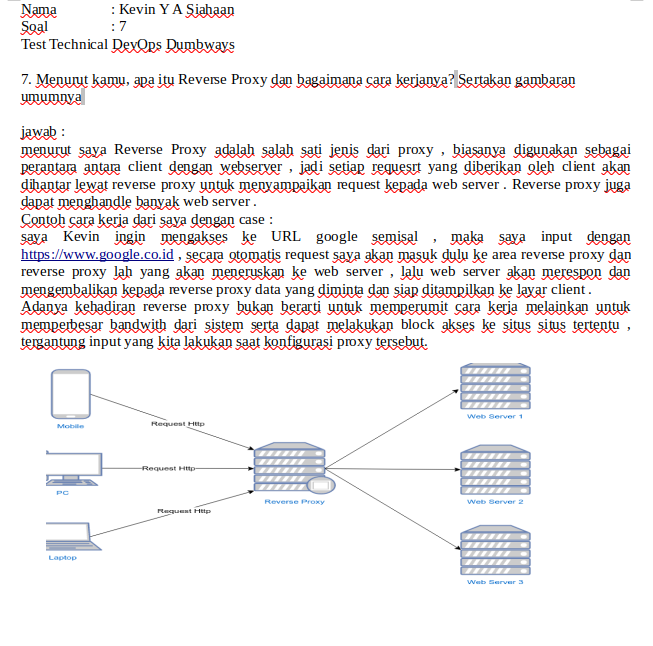 Nama : Kevin Y A Siahaan
Soal : 7
Test Technical DevOps Dumbways
7. Menurut kamu, apa itu Reverse Proxy dan bagaimana cara kerjanya? Sertakan gambaran
umumnya
jawab :
menurut saya Reverse Proxy adalah salah sati jenis dari proxy , biasanya digunakan sebagai
perantara antara client dengan webserver , jadi setiap requesrt yang diberikan oleh client akan
dihantar lewat reverse proxy untuk menyampaikan request kepada web server . Reverse proxy juga
dapat menghandle banyak web server .
Contoh cara kerja dari saya dengan case :
saya Kevin ingin mengakses ke URL google semisal , maka saya input dengan
https://www.google.co.id , secara otomatis request saya akan masuk dulu ke area reverse proxy dan
reverse proxy lah yang akan meneruskan ke web server , lalu web server akan merespon dan
mengembalikan kepada reverse proxy data yang diminta dan siap ditampilkan ke layar client .
Adanya kehadiran reverse proxy bukan berarti untuk memperumit cara kerja melainkan untuk
memperbesar bandwith dari sistem serta dapat melakukan block akses ke situs situs tertentu ,
tergantung input yang kita lakukan saat konfigurasi proxy tersebut.
Mobile
Request Http
Web Server 1
Request Http
PC
Reverse Proxy
Web Server 2
Request Http
Laptop
Web Server 3